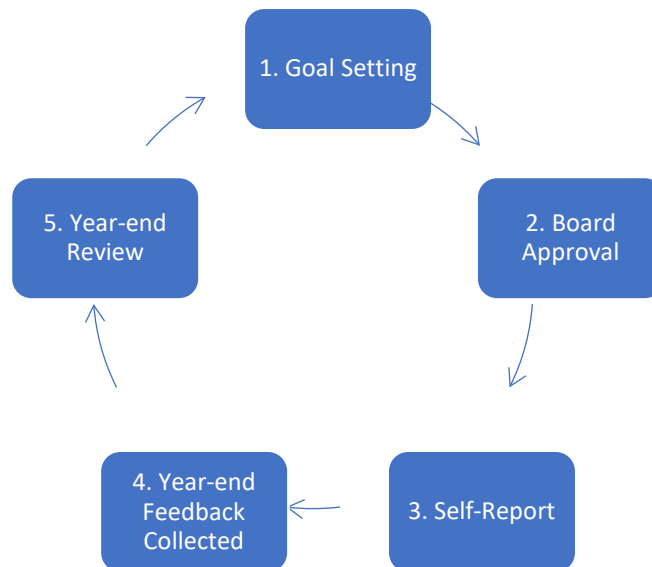 1. Goal Setting
2. Board
Approval
3. Self-Report
4. Year-end
Feedback
Collected
5. Year-end
Review